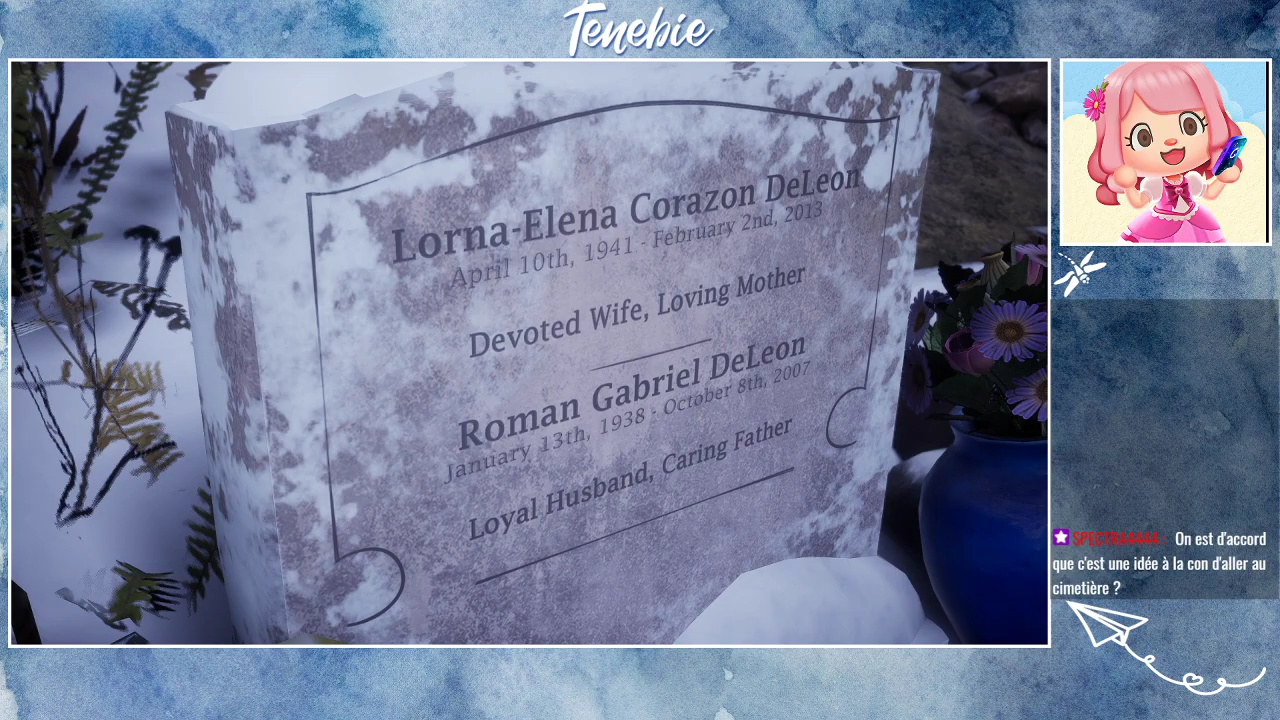 Tenebie
Lorna-Elena Corazon DeLeon
April 10th, 1941 - February 2nd, 2013
Devoted Wife, Loving Mother
Roman Gabriel DeLeon
January 13th, 1938 - October 8th, 2007
Loyal Husband, Caring Father
SPECTRA4444 : On est d'accord
que c'est une idée à la con d'aller au
cimetière ?